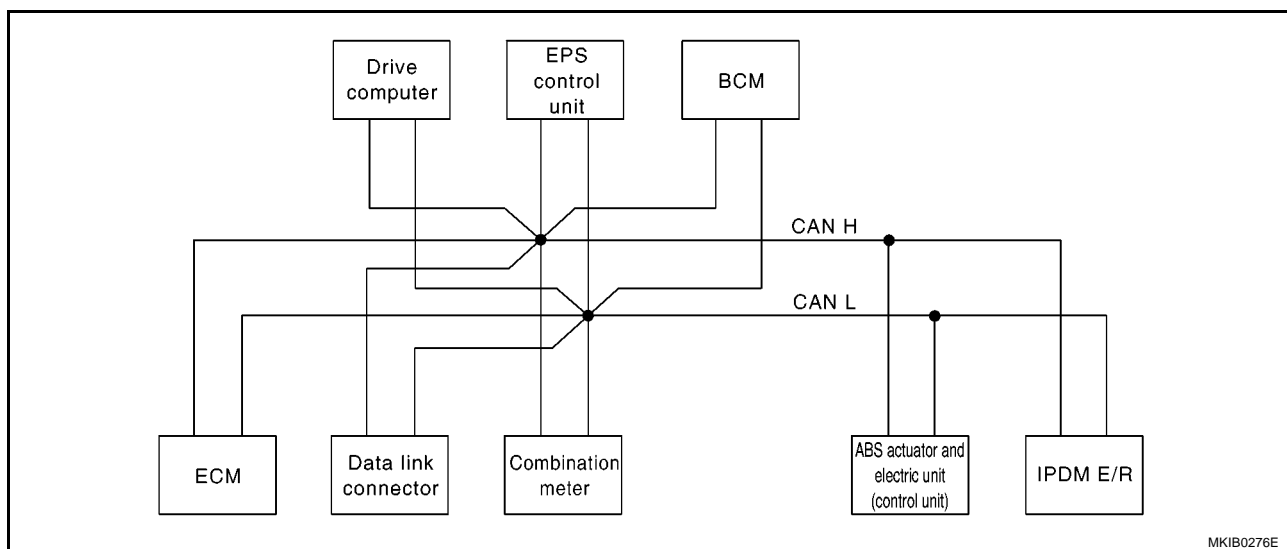 Drive
computer
EPS
control
unit
BCM
CAN H
CAN L
ECM
Data link
connector
Combination
meter
ABS actuator and
electric unit
(control unit)
IPDM E/R
MKIB0276E